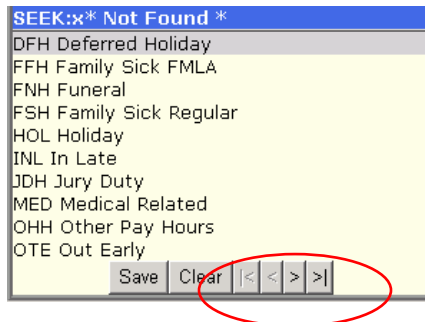 SEEK:x* Not Found *
DFH Deferred Holiday
FFH Family Sick FMLA
FNH Funeral
FSH Family Sick Regular
HOL Holiday
INL In Late
JDH Jury Duty
MED Medical Related
OHH Other Pay Hours
OTE Out Early
Save Clear |< < > >|